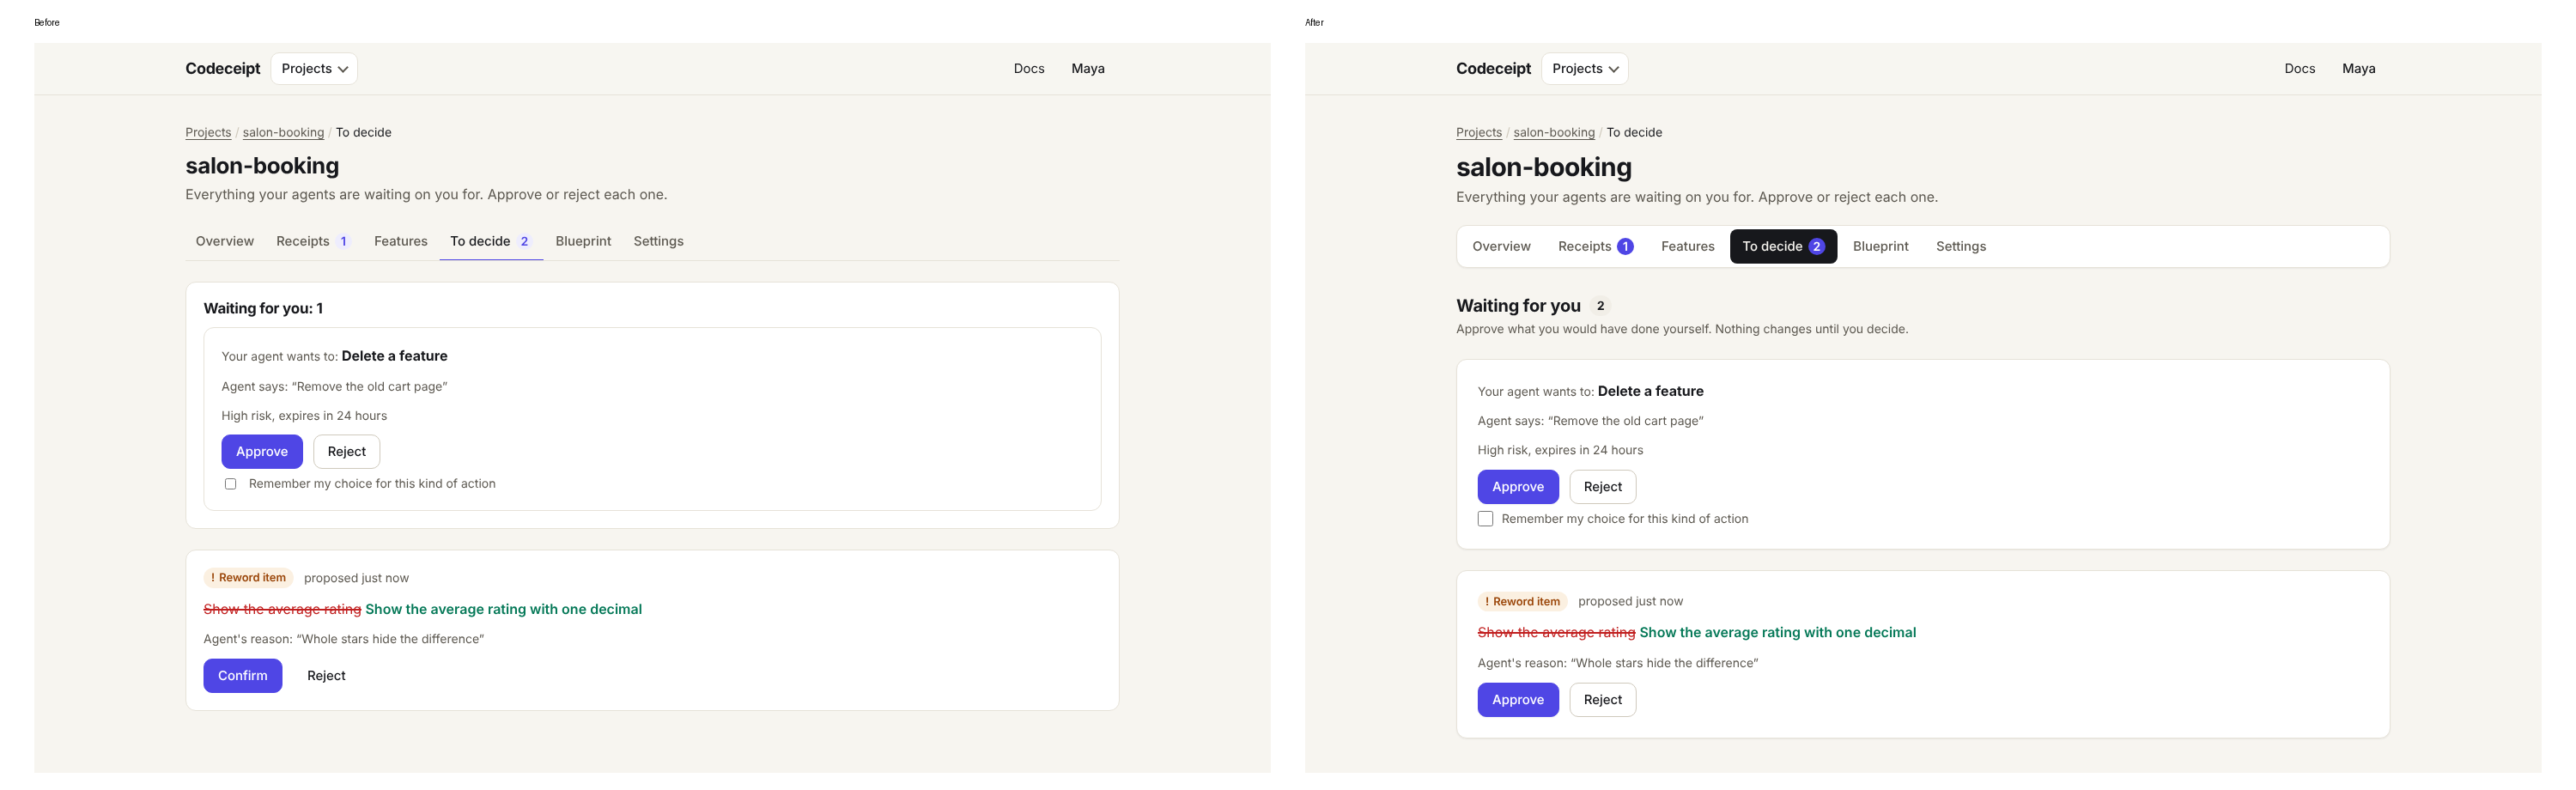 Before
Codeceipt Projects Docs Maya
Projects / salon-booking / To decide
salon-booking
Everything your agents are waiting on you for. Approve or reject each one.
Overview Receipts 1 Features To decide 2 Blueprint Settings
Waiting for you: 1
Your agent wants to: Delete a feature
Agent says: “Remove the old cart page”
High risk, expires in 24 hours
Approve Reject
Remember my choice for this kind of action
! Reword item proposed just now
Show the average rating Show the average rating with one decimal
Agent's reason: “Whole stars hide the difference”
Confirm Reject
After
Codeceipt Projects Docs Maya
Projects / salon-booking / To decide
salon-booking
Everything your agents are waiting on you for. Approve or reject each one.
Overview Receipts 1 Features To decide 2 Blueprint Settings
Waiting for you 2
Approve what you would have done yourself. Nothing changes until you decide.
Your agent wants to: Delete a feature
Agent says: “Remove the old cart page”
High risk, expires in 24 hours
Approve Reject
Remember my choice for this kind of action
! Reword item proposed just now
Show the average rating Show the average rating with one decimal
Agent's reason: “Whole stars hide the difference”
Approve Reject